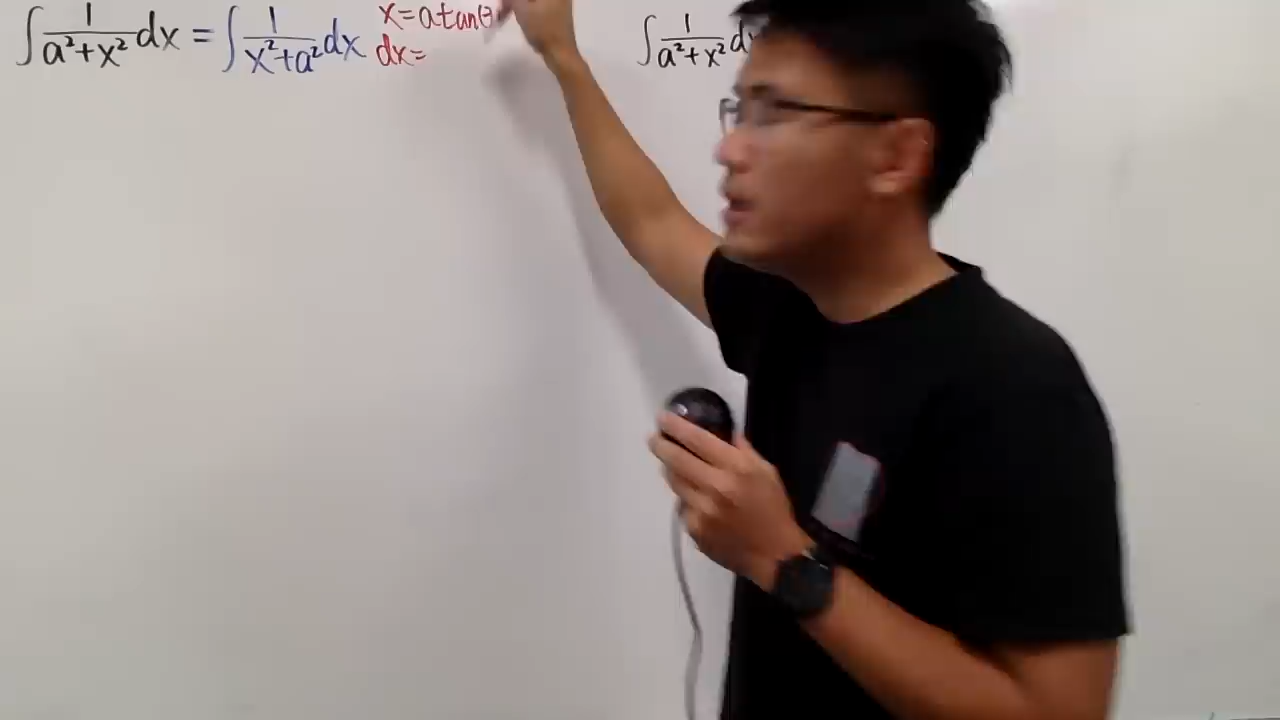 ∫ 1/(a²+x²) dx = ∫ 1/(x²+a²) dx
x=a tanθ
dx=
∫ 1/(a²+x²) dx